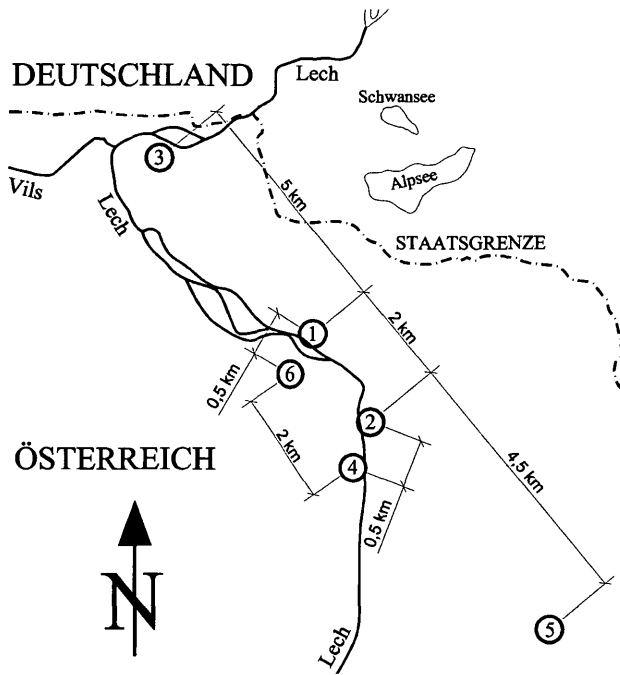 Lech
DEUTSCHLAND
Schwansee
3
Alpsee
Vils
Lech
5 km
STAATSGRENZE
1
2 km
6
0,5 km
2
2 km
ÖSTERREICH
4
4,5 km
0,5 km
N
5
Lech